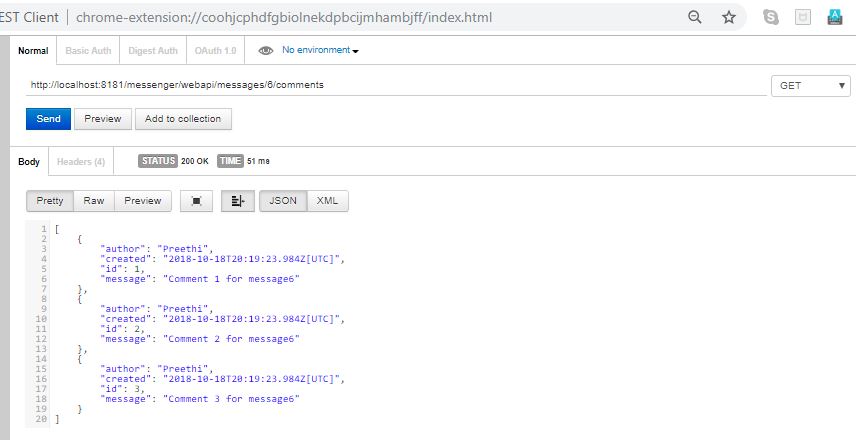 EST Client | chrome-extension://coohjcphdfgbiolnekdpbcijmhambjff/index.html
Normal Basic Auth Digest Auth OAuth 1.0 No environment
http://localhost:8181/messenger/webapi/messages/6/comments GET
Send Preview Add to collection
Body Headers (4) STATUS 200 OK TIME 51 ms
Pretty Raw Preview JSON XML
1 [
2 {
3 "author": "Preethi",
4 "created": "2018-10-18T20:19:23.984Z[UTC]",
5 "id": 1,
6 "message": "Comment 1 for message6"
7 },
8 {
9 "author": "Preethi",
10 "created": "2018-10-18T20:19:23.984Z[UTC]",
11 "id": 2,
12 "message": "Comment 2 for message6"
13 },
14 {
15 "author": "Preethi",
16 "created": "2018-10-18T20:19:23.984Z[UTC]",
17 "id": 3,
18 "message": "Comment 3 for message6"
19 }
20 ]